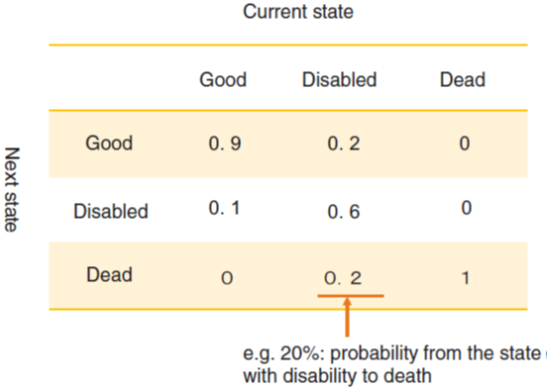 Current state
Good Disabled Dead
Next state
Good 0. 9 0. 2 0
Disabled 0. 1 0. 6 0
Dead 0 0. 2 1
e.g. 20%: probability from the state
with disability to death